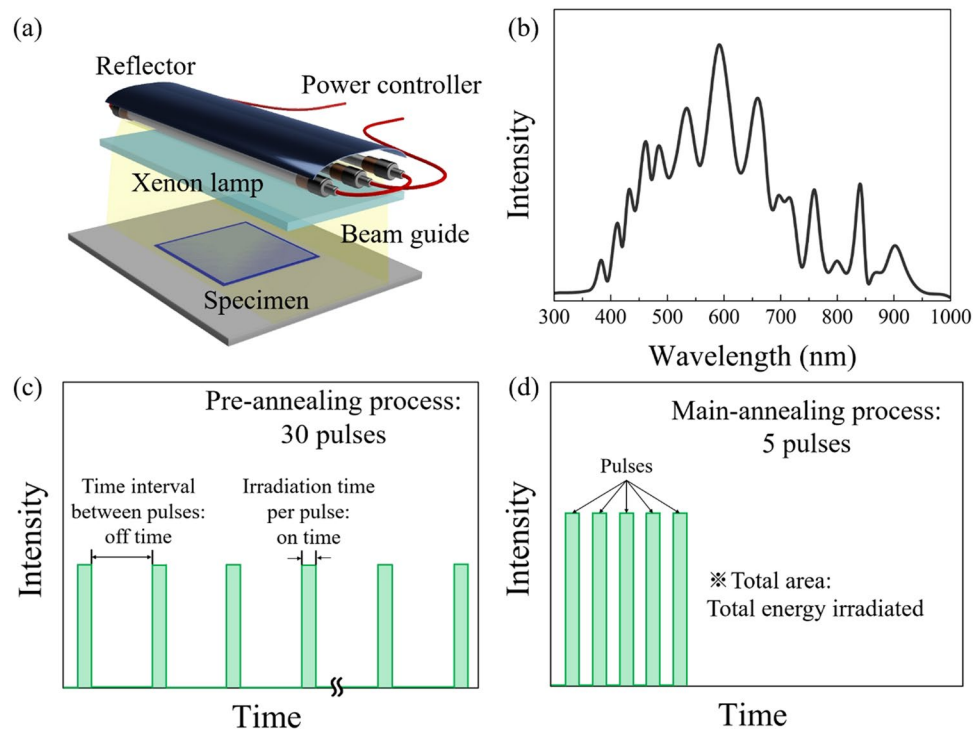 (a)
Reflector
Power controller
Xenon lamp
Beam guide
Specimen
(b)
Intensity
300 400 500 600 700 800 900 1000
Wavelength (nm)
(c)
Pre-annealing process:
30 pulses
Time interval
between pulses:
off time
Irradiation time
per pulse:
on time
Intensity
Time
(d)
Main-annealing process:
5 pulses
Pulses
※ Total area:
Total energy irradiated
Intensity
Time